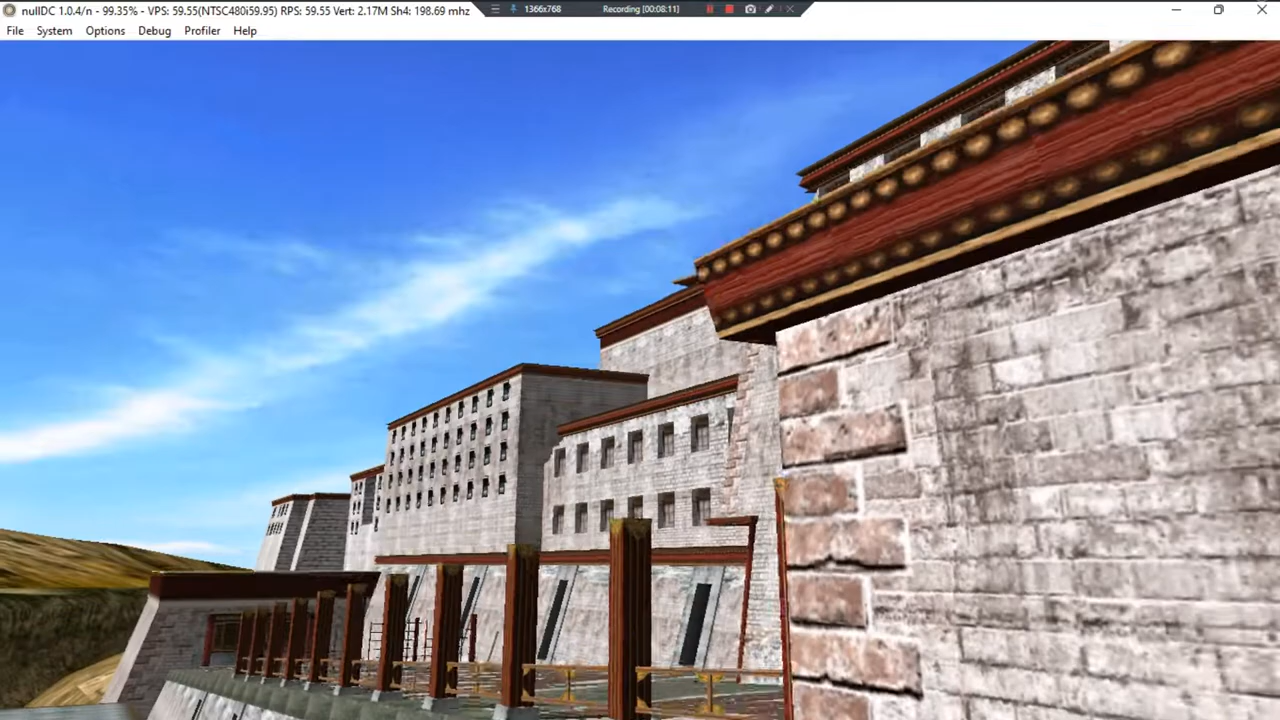 nullDC 1.0.4/n - 99.35% - VPS: 59.55(NTSC480i59.95) RPS: 59.55 Vert: 2.17M Sh4: 198.69 mhz
1366x768
Recording [00:08:11]
File System Options Debug Profiler Help